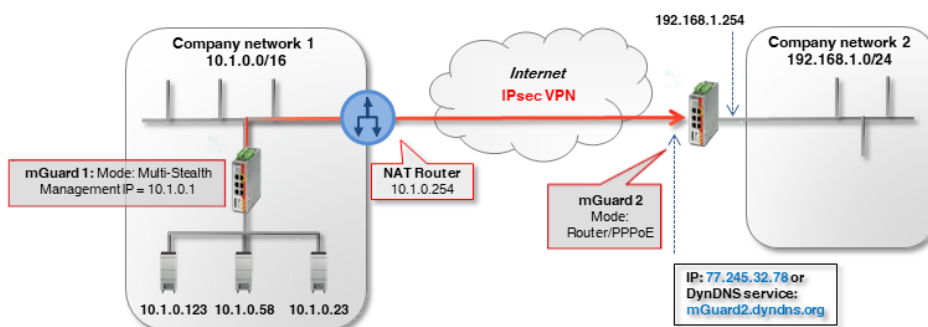 Company network 1
10.1.0.0/16
mGuard 1: Mode: Multi-Stealth
Management IP = 10.1.0.1
10.1.0.123
10.1.0.58
10.1.0.23
NAT Router
10.1.0.254
Internet
IPsec VPN
mGuard 2
Mode:
Router/PPPoE
192.168.1.254
Company network 2
192.168.1.0/24
IP: 77.245.32.78 or
DynDNS service:
mGuard2.dyndns.org